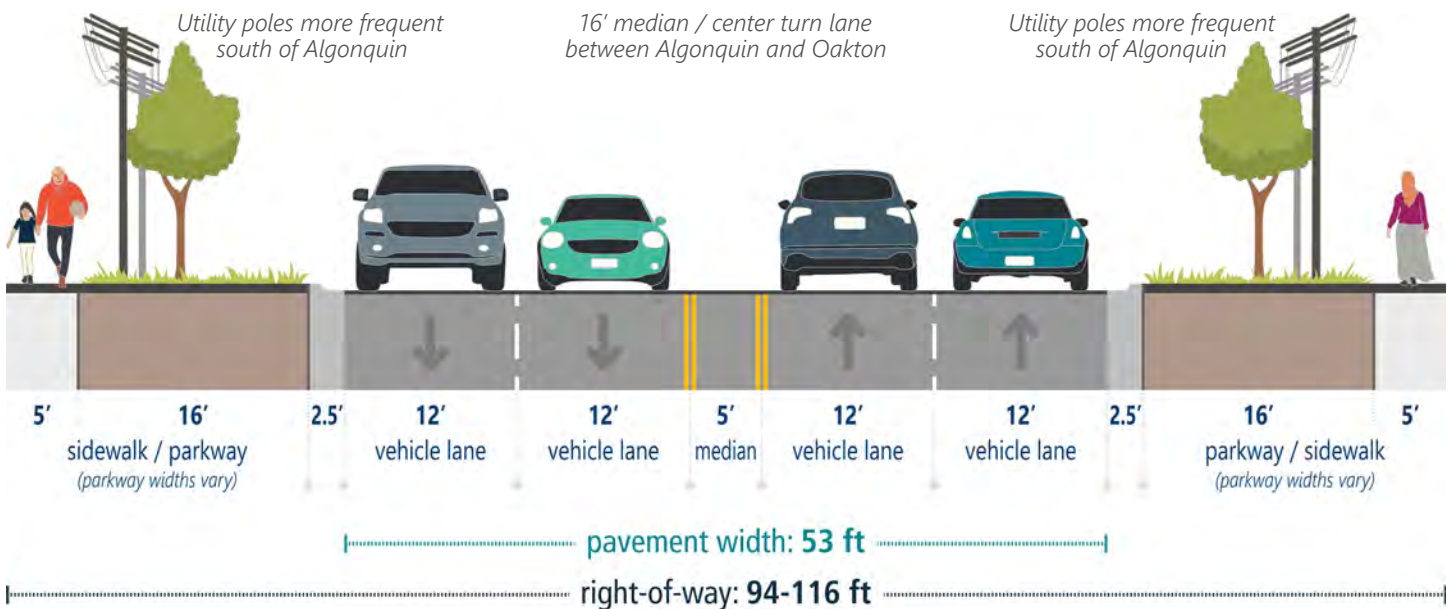 Utility poles more frequent
south of Algonquin
16' median / center turn lane
between Algonquin and Oakton
Utility poles more frequent
south of Algonquin
5' 16' 2.5' 12' 12' 5' 12' 12' 2.5' 16' 5'
sidewalk / parkway vehicle lane vehicle lane median vehicle lane vehicle lane parkway / sidewalk
(parkway widths vary) (parkway widths vary)
pavement width: 53 ft
right-of-way: 94-116 ft